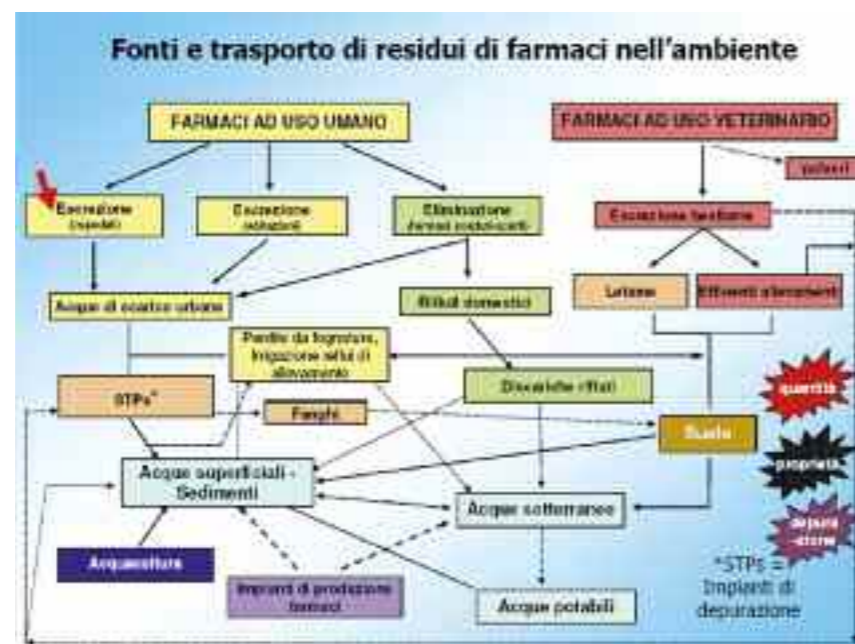 Fonti e trasporto di residui di farmaci nell'ambiente
FARMACI AD USO UMANO
FARMACI AD USO VETERINARIO
polveri
Escrezione
(ospedali)
Escrezione
Eliminazione
Escrezione bestiame
Acque di scarico urbane
Rifiuti domestici
Letame
Effluenti allevamenti
Perdite da fognature,
Irrigazione reflui di
allevamento
STPs*
Fanghi
Discariche rifiuti
Suolo
quantità
proprietà
depura
-zione
Acque superficiali -
Sedimenti
Acque sotterranee
Acquacoltura
Impianti di produzione
farmaci
Acque potabili
*STPs =
Impianti di
depurazione